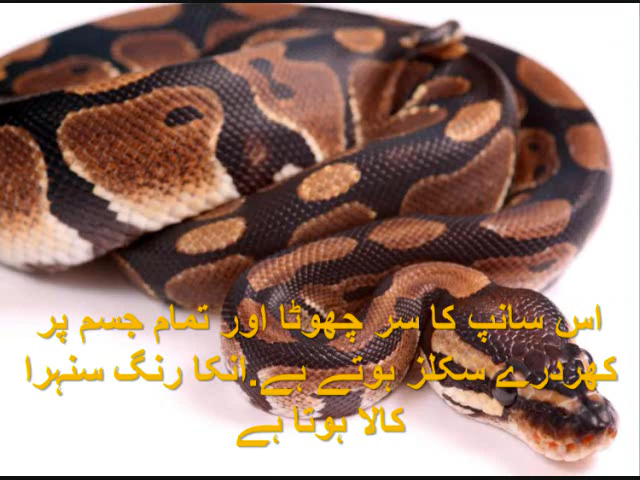 اس سانپ کا سر چھوٹا اور تمام جسم پر
کھردرے سکلز ہوتے ہے.انکا رنگ سنہرا
کالا ہوتا ہے